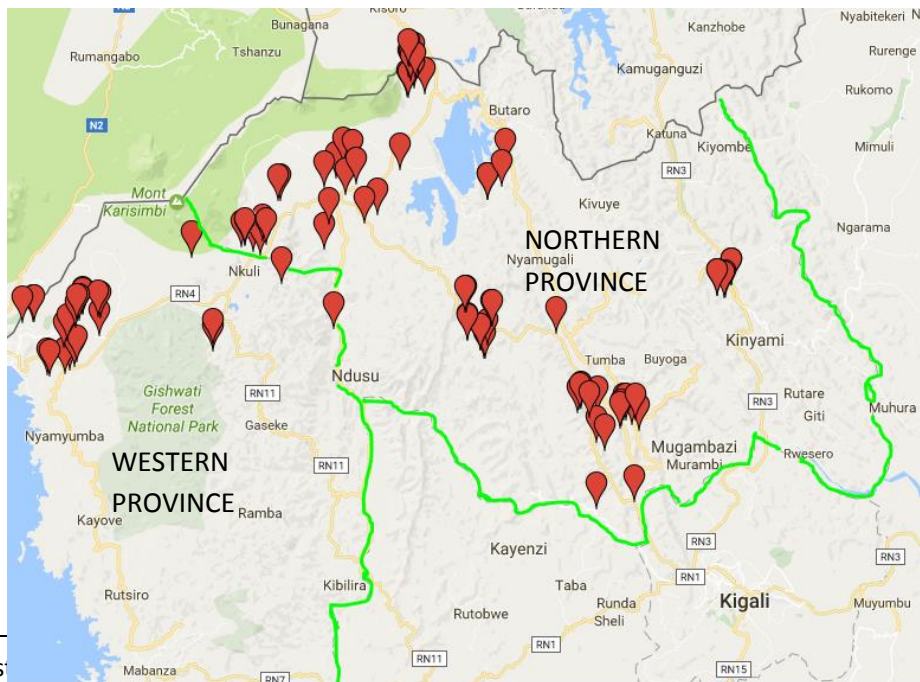 Kisoro
Bunagana
Kanzhobe
Nyabitekeri
Ny
Rumangabo
Tshanzu
Rurenge
Kamuganguzi
Rukomo
N2
Butaro
Katuna
Kiyombe
Mimuli
RN3
Mont
Karisimbi
Kivuye
Ngarama
NORTHERN
PROVINCE
Nyamugali
Nkuli
RN4
Kinyami
Tumba
Buyoga
Ndusu
Gishwati
Forest
National Park
RN11
Rutare
RN3
Giti
Muhura
Gaseke
Nyamyumba
Mugambazi
Murambi
Rwesero
WESTERN
PROVINCE
RN11
Ramba
Kayove
Kayenzi
RN3
RN3
Kibilira
Taba
RN1
Rutsiro
Runda
Sheli
Kigali
Muyumbu
Rutobwe
RN1
RN11
RN15
Mabanza
RN7